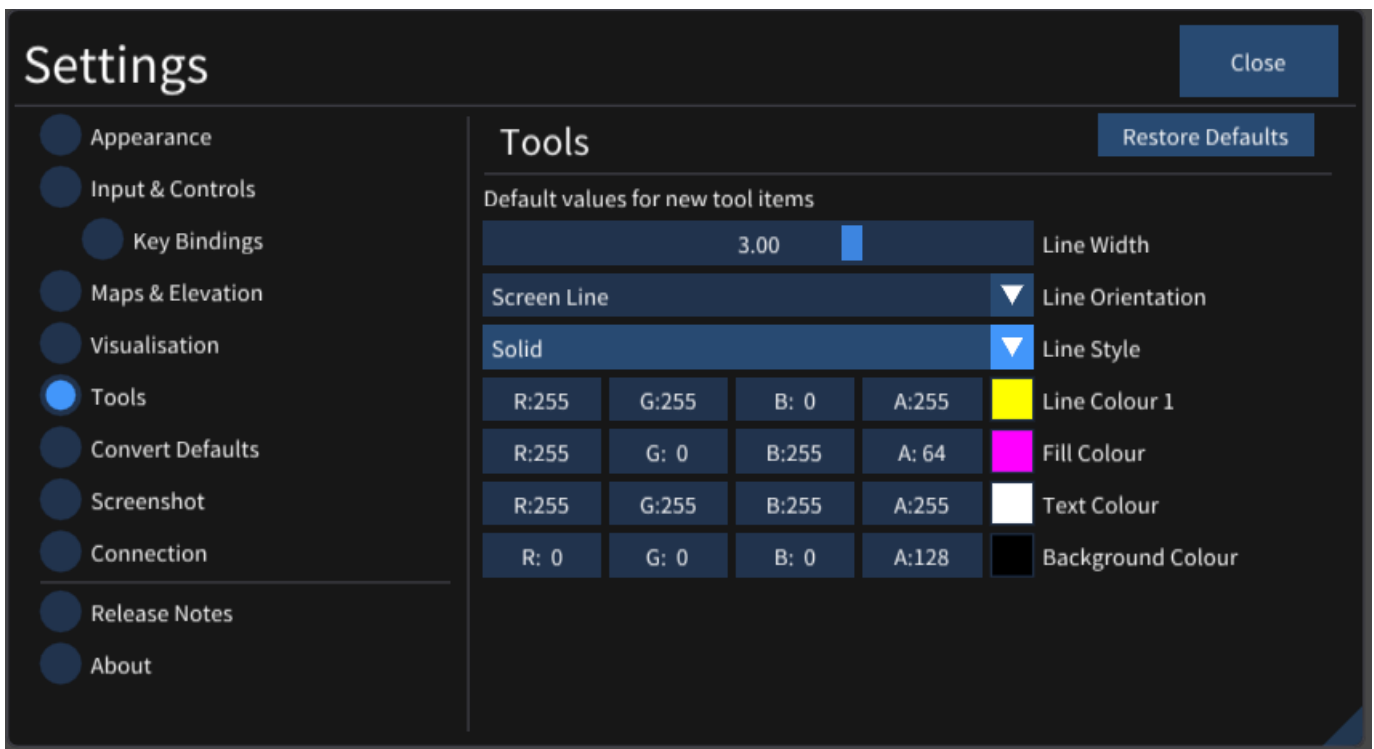 Settings
Close
Appearance
Input & Controls
Key Bindings
Maps & Elevation
Visualisation
Tools
Convert Defaults
Screenshot
Connection
Release Notes
About
Tools
Restore Defaults
Default values for new tool items
3.00 Line Width
Screen Line Line Orientation
Solid Line Style
R:255 G:255 B: 0 A:255 Line Colour 1
R:255 G: 0 B:255 A: 64 Fill Colour
R:255 G:255 B:255 A:255 Text Colour
R: 0 G: 0 B: 0 A:128 Background Colour